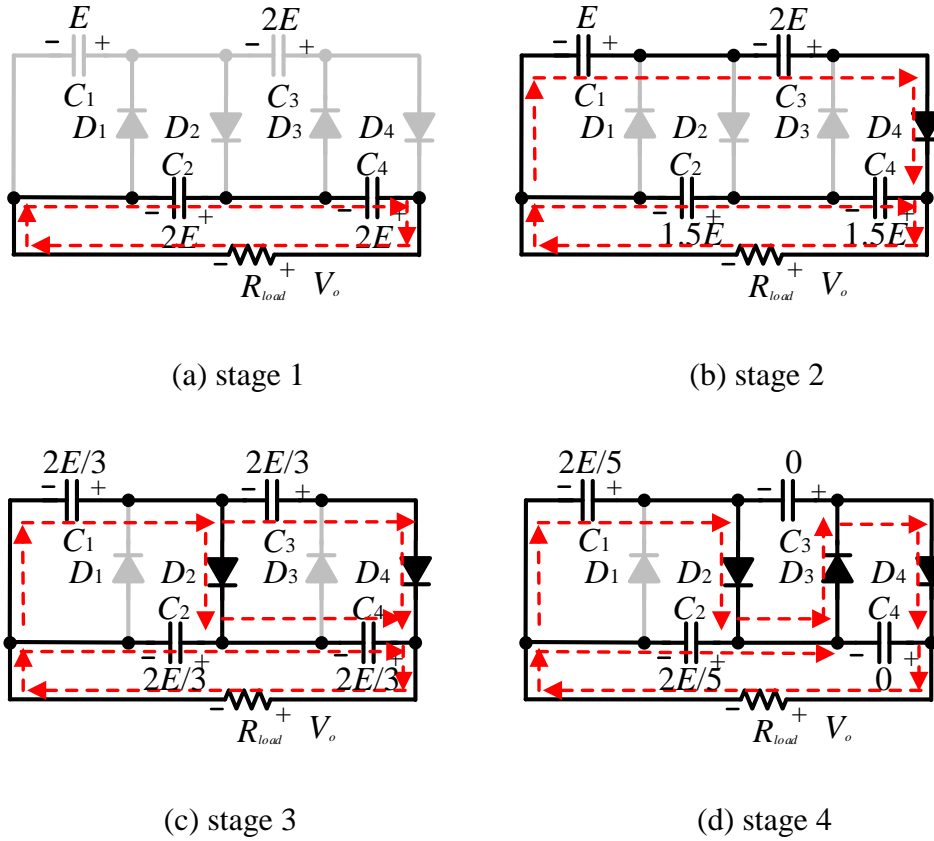 E 2E
− + − +
C1 C3
D1 D2 D3 D4
C2 C4
− + − +
2E 2E
− +
Rload Vo
(a) stage 1
E 2E
− + − +
C1 C3
D1 D2 D3 D4
C2 C4
− + − +
1.5E 1.5E
− +
Rload Vo
(b) stage 2
2E/3 2E/3
− + − +
C1 C3
D1 D2 D3 D4
C2 C4
− + − +
2E/3 2E/3
− +
Rload Vo
(c) stage 3
2E/5 0
− + − +
C1 C3
D1 D2 D3 D4
C2 C4
− + − +
2E/5 0
− +
Rload Vo
(d) stage 4